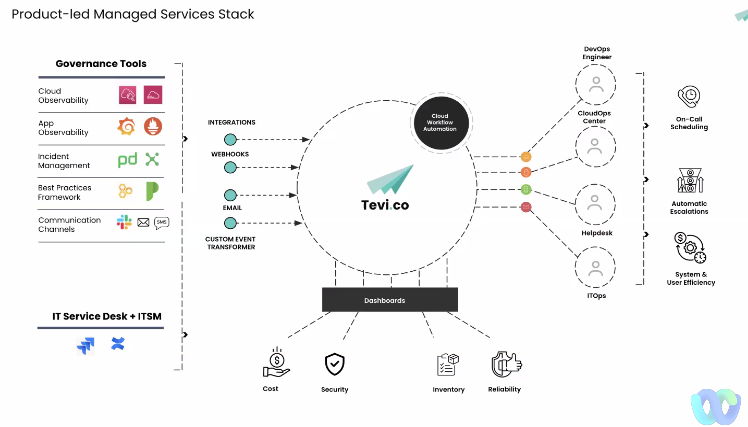 Product-led Managed Services Stack
Governance Tools
Cloud
Observability
App
Observability
Incident
Management
pd
Best Practices
Framework
Communication
Channels
SMS
IT Service Desk + ITSM
INTEGRATIONS
WEBHOOKS
EMAIL
CUSTOM EVENT
TRANSFORMER
Cloud
Workflow
Automation
Tevi.co
Dashboards
Cost
Security
Inventory
Reliability
DevOps
Engineer
CloudOps
Center
Helpdesk
ITOps
On-Call
Scheduling
Automatic
Escalations
System &
User Efficiency